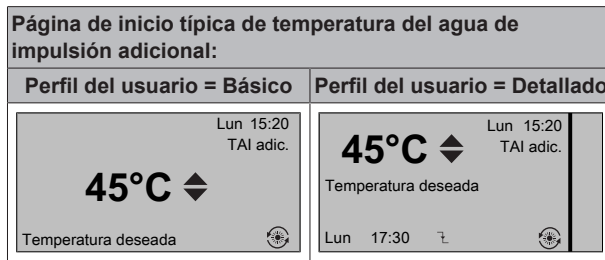 Página de inicio típica de temperatura del agua de
impulsión adicional:
Perfil del usuario = Básico
Perfil del usuario = Detallado
Lun 15:20
TAI adic.
45°C
Temperatura deseada
Lun 15:20
TAI adic.
45°C
Temperatura deseada
Lun 17:30